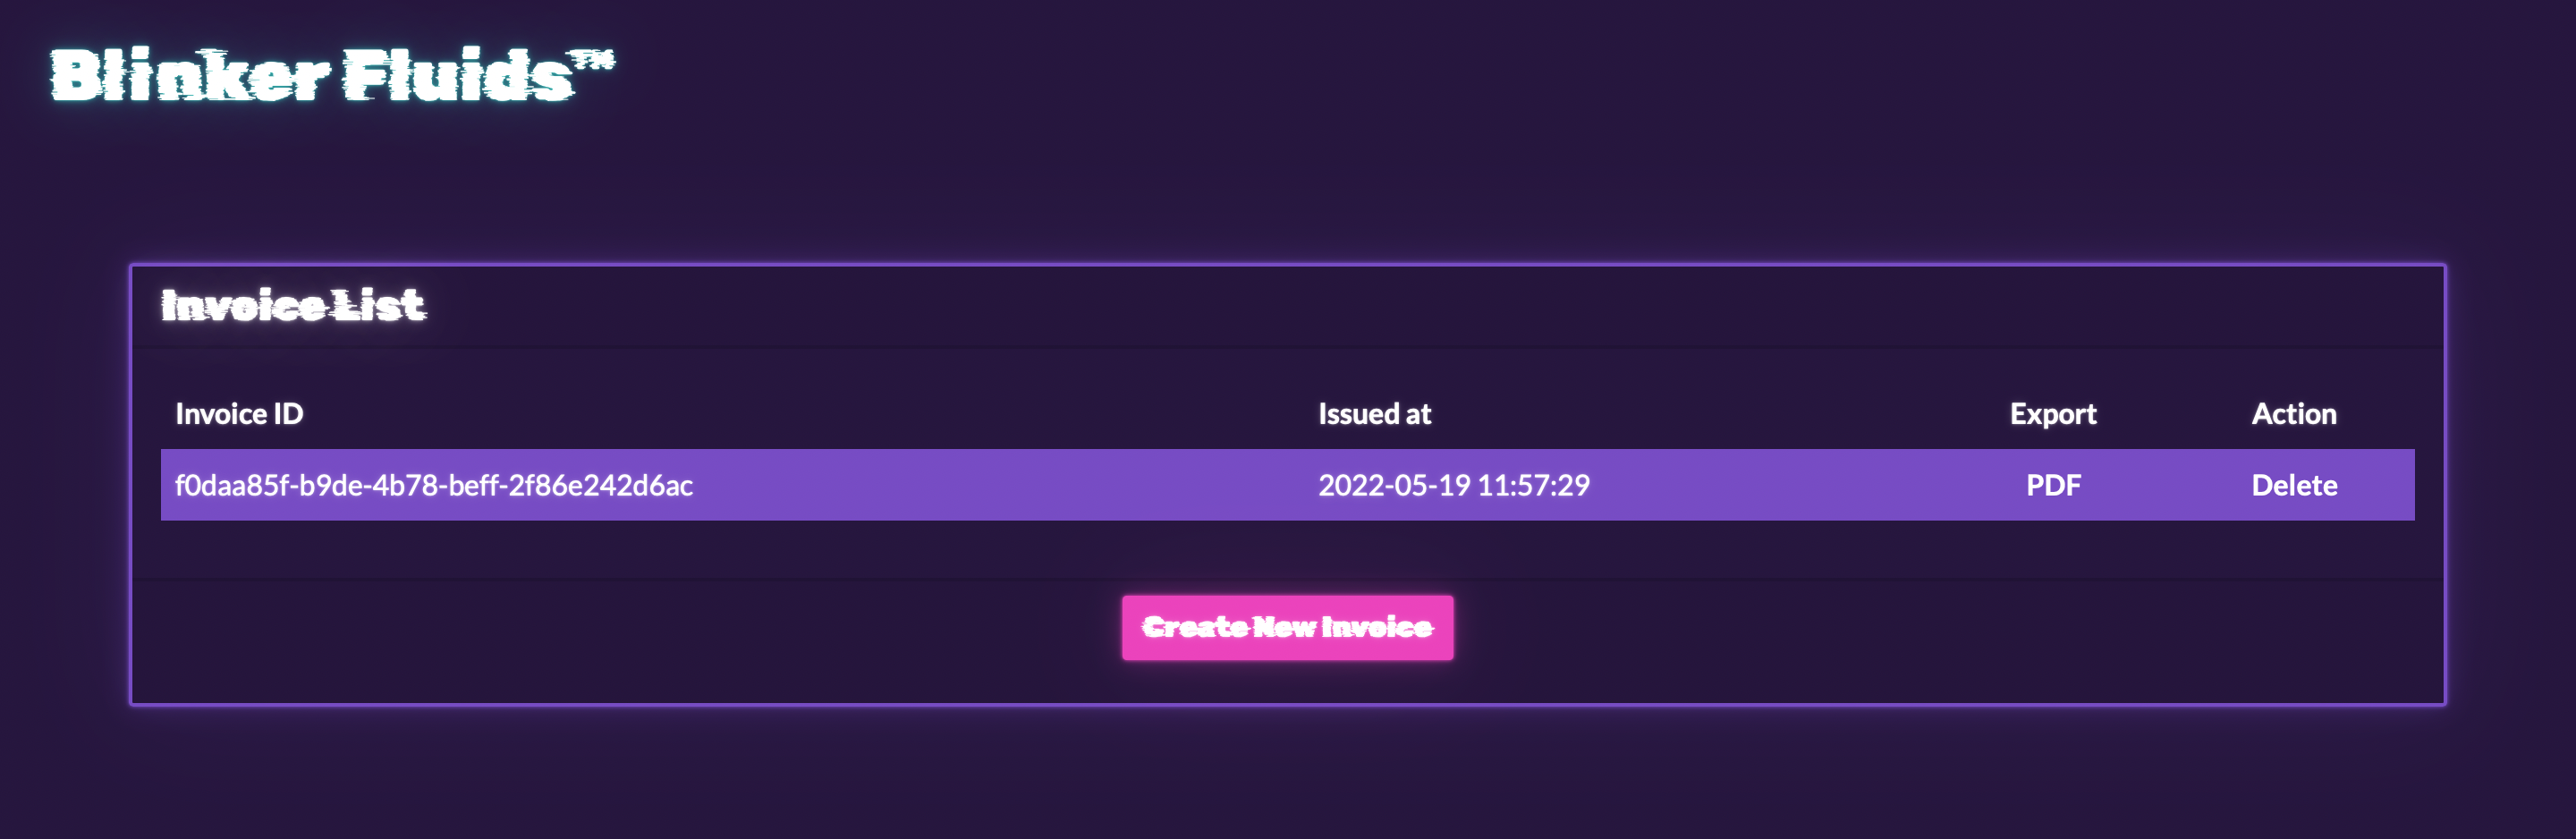 Blinker Fluids™
Invoice List
Invoice ID Issued at Export Action
f0daa85f-b9de-4b78-beff-2f86e242d6ac 2022-05-19 11:57:29 PDF Delete
Create New Invoice